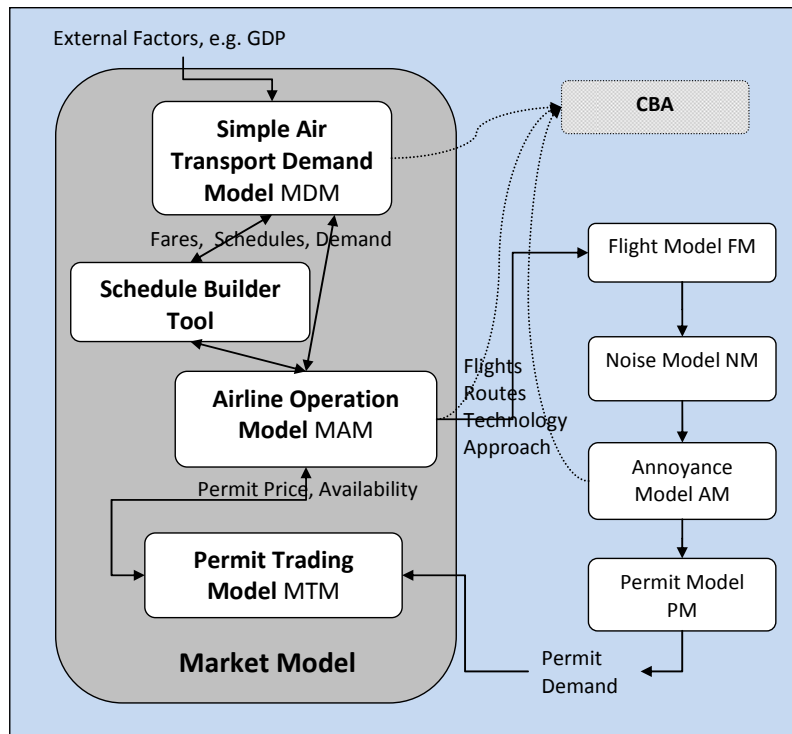 External Factors, e.g. GDP
CBA
Simple Air
Transport Demand
Model MDM
Fares,  Schedules, Demand
Schedule Builder
Tool
Airline Operation
Model MAM
Flights
Routes
Technology
Approach
Permit Price, Availability
Permit Trading
Model MTM
Market Model
Flight Model FM
Noise Model NM
Annoyance
Model AM
Permit Model
PM
Permit
Demand